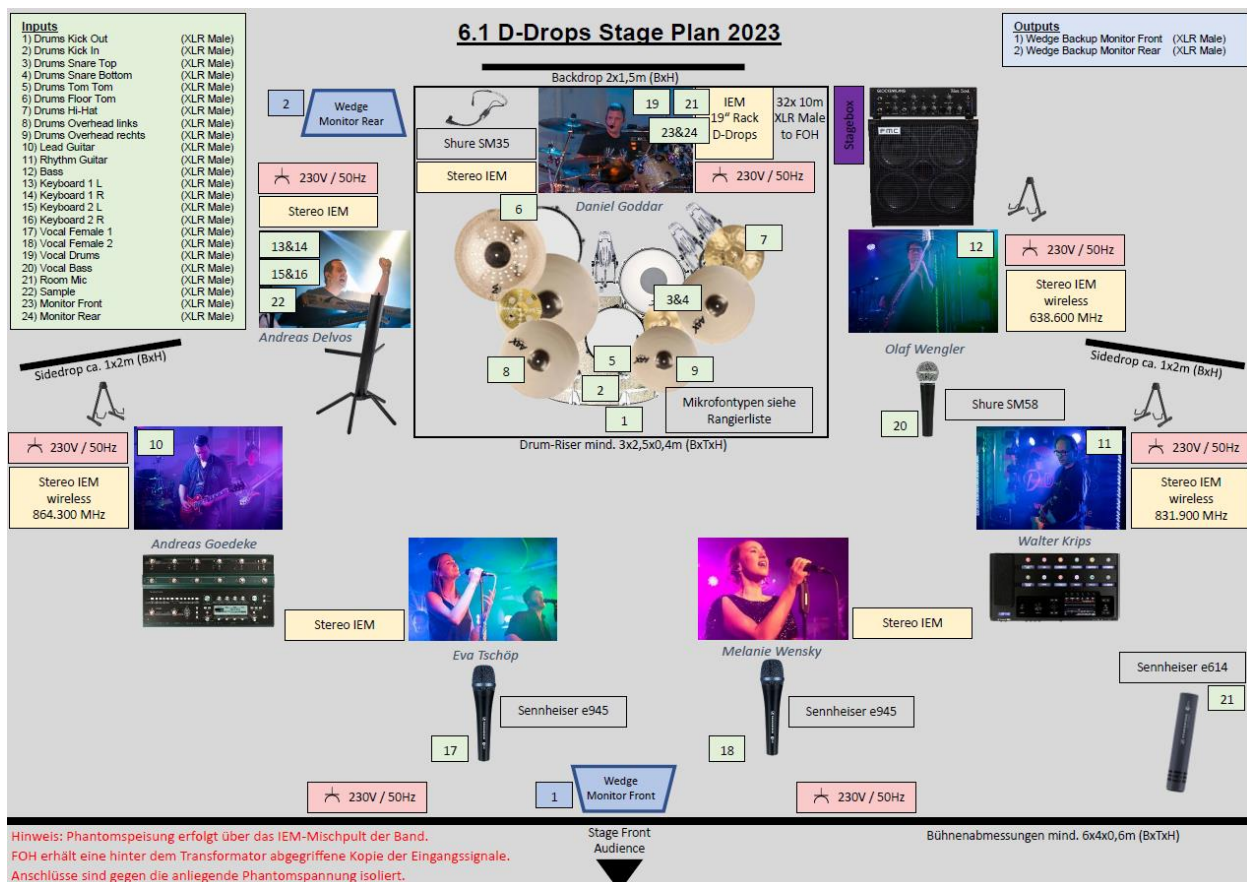 6.1 D-Drops Stage Plan 2023
Inputs
1) Drums Kick Out (XLR Male)
2) Drums Kick In (XLR Male)
3) Drums Snare Top (XLR Male)
4) Drums Snare Bottom (XLR Male)
5) Drums Tom Tom (XLR Male)
6) Drums Floor Tom (XLR Male)
7) Drums Hi-Hat (XLR Male)
8) Drums Overhead links (XLR Male)
9) Drums Overhead rechts (XLR Male)
10) Lead Guitar (XLR Male)
11) Rhythm Guitar (XLR Male)
12) Bass (XLR Male)
13) Keyboard 1 L (XLR Male)
14) Keyboard 1 R (XLR Male)
15) Keyboard 2 L (XLR Male)
16) Keyboard 2 R (XLR Male)
17) Vocal Female 1 (XLR Male)
18) Vocal Female 2 (XLR Male)
19) Vocal Drums (XLR Male)
20) Vocal Bass (XLR Male)
21) Room Mic (XLR Male)
22) Sample (XLR Male)
23) Monitor Front (XLR Male)
24) Monitor Rear (XLR Male)
Outputs
1) Wedge Backup Monitor Front (XLR Male)
2) Wedge Backup Monitor Rear (XLR Male)
Backdrop 2x1,5m (BxH)
2
Wedge
Monitor Rear
Shure SM35
Stereo IEM
19
21
23&24
IEM
19“ Rack
D-Drops
32x 10m
XLR Male
to FOH
230V / 50Hz
Stagebox
FMC
230V / 50Hz
Stereo IEM
13&14
15&16
22
Andreas Delvos
Daniel Goddar
6
7
3&4
5
8
9
2
1
Mikrofontypen siehe
Rangierliste
Drum-Riser mind. 3x2,5x0,4m (BxTxH)
12
230V / 50Hz
Stereo IEM
wireless
638.600 MHz
Olaf Wengler
20
Shure SM58
Sidedrop ca. 1x2m (BxH)
Sidedrop ca. 1x2m (BxH)
230V / 50Hz
10
Stereo IEM
wireless
864.300 MHz
Andreas Goedeke
11
230V / 50Hz
Stereo IEM
wireless
831.900 MHz
Walter Krips
Stereo IEM
Eva Tschöp
Melanie Wensky
Stereo IEM
Sennheiser e945
17
Sennheiser e945
18
Sennheiser e614
21
230V / 50Hz
1
Wedge
Monitor Front
230V / 50Hz
Hinweis: Phantomspeisung erfolgt über das IEM-Mischpult der Band.
FOH erhält eine hinter dem Transformator abgegriffene Kopie der Eingangssignale.
Anschlüsse sind gegen die anliegende Phantomspannung isoliert.
Stage Front
Audience
Bühnenabmessungen mind. 6x4x0,6m (BxTxH)